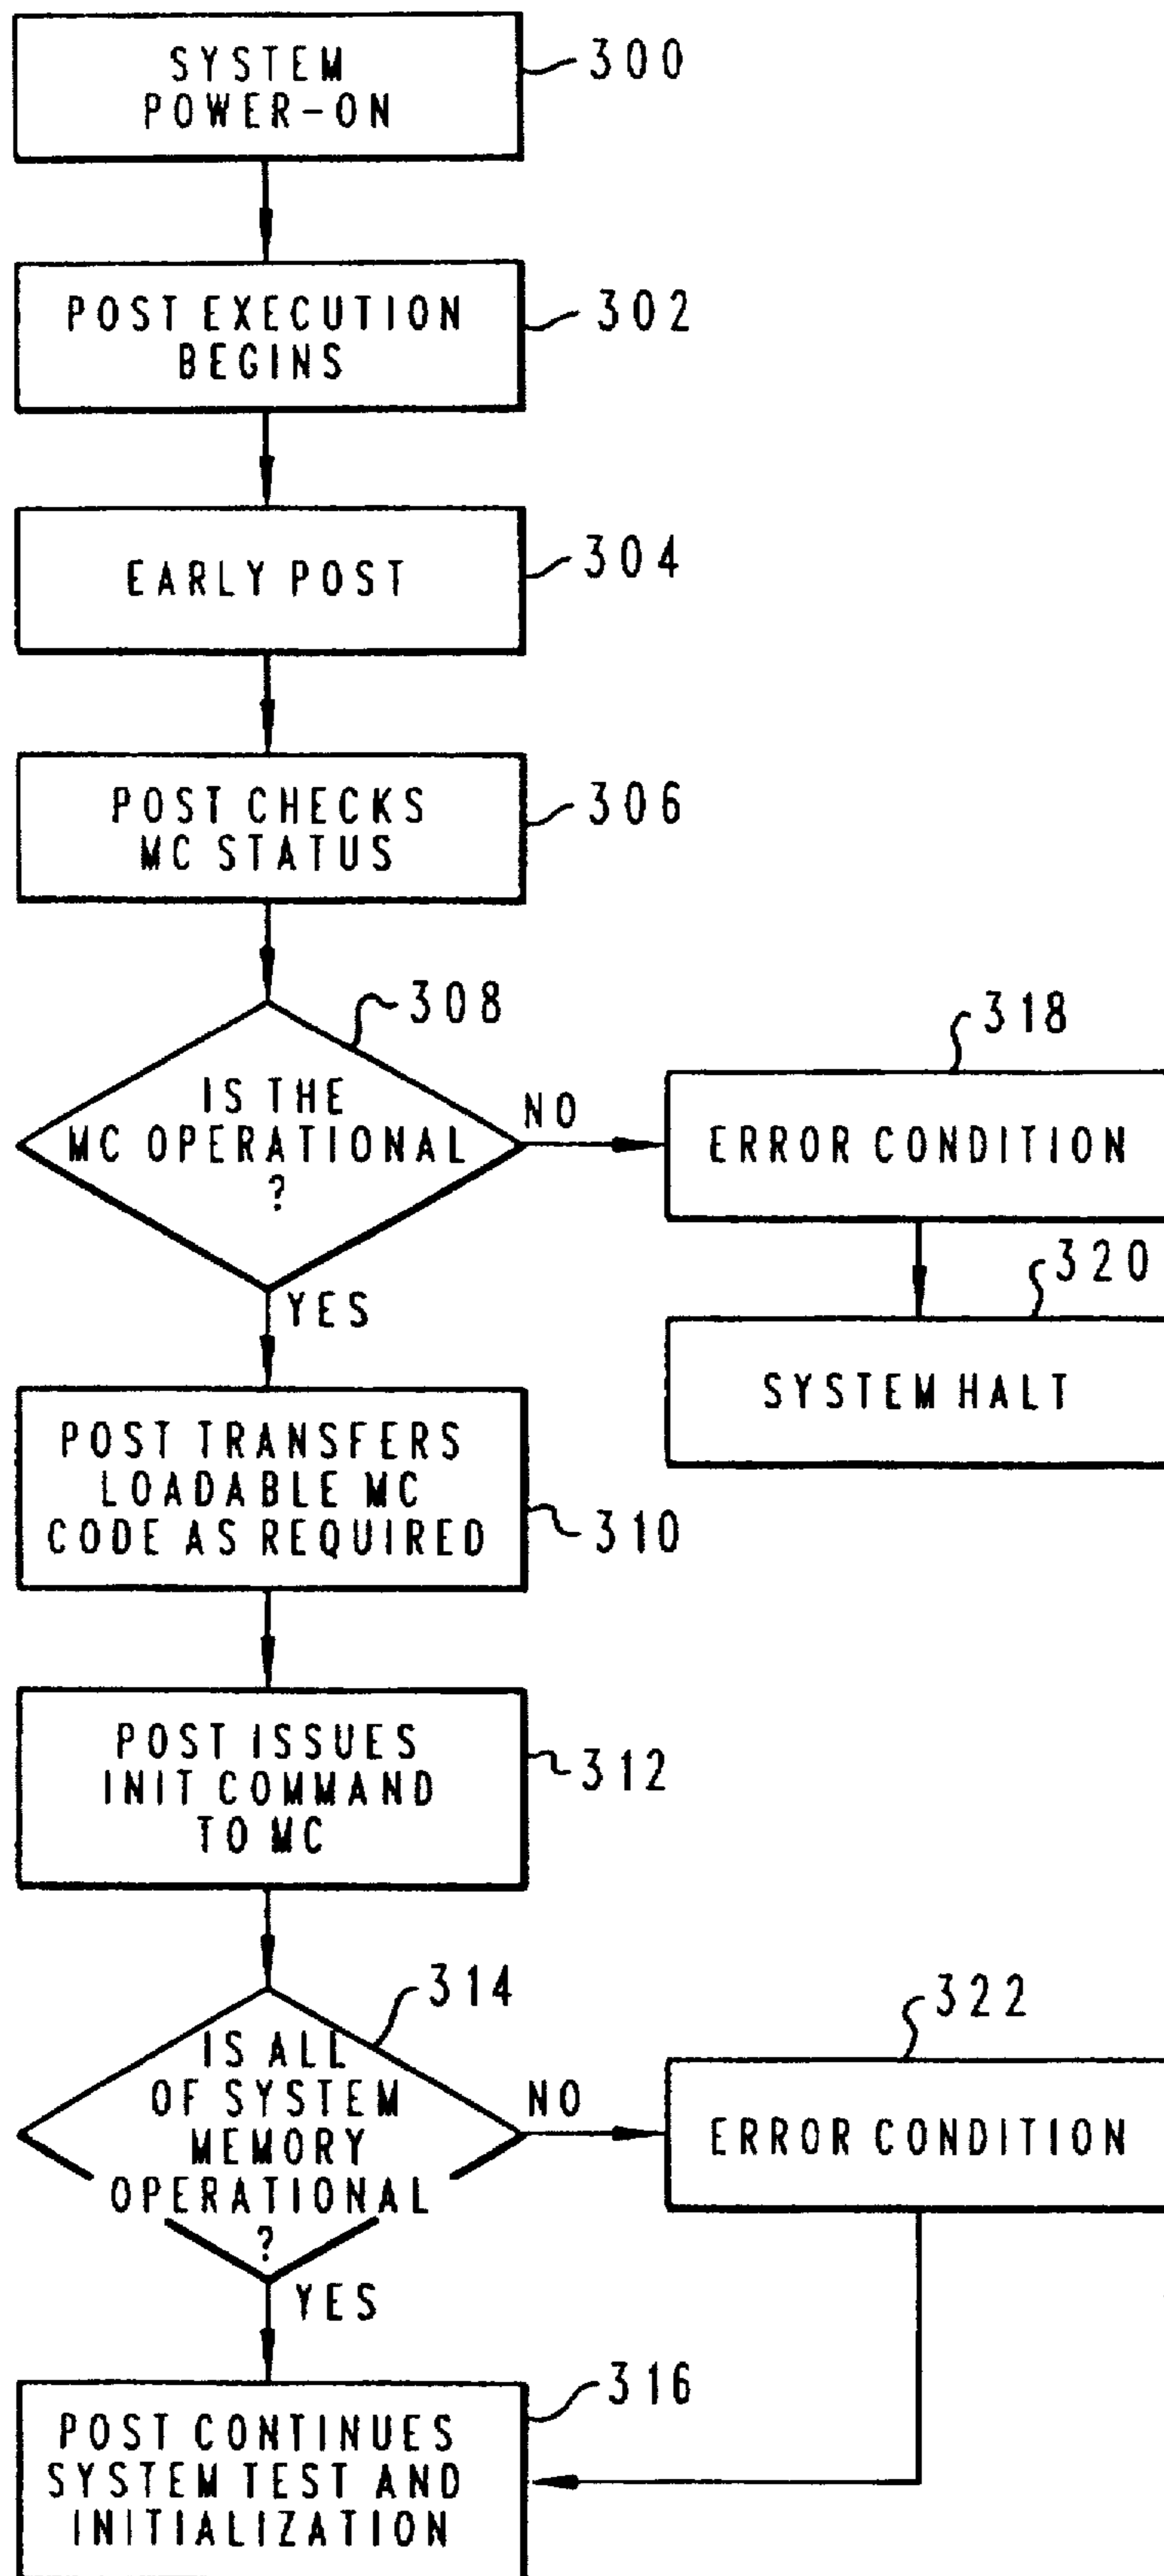 SYSTEM
POWER-ON
300
POST EXECUTION
BEGINS
302
EARLY POST
304
POST CHECKS
MC STATUS
306
308
IS THE
MC OPERATIONAL
?
NO
YES
318
ERROR CONDITION
320
SYSTEM HALT
POST TRANSFERS
LOADABLE MC
CODE AS REQUIRED
310
POST ISSUES
INIT COMMAND
TO MC
312
314
IS ALL
OF SYSTEM
MEMORY
OPERATIONAL
?
NO
YES
322
ERROR CONDITION
316
POST CONTINUES
SYSTEM TEST AND
INITIALIZATION